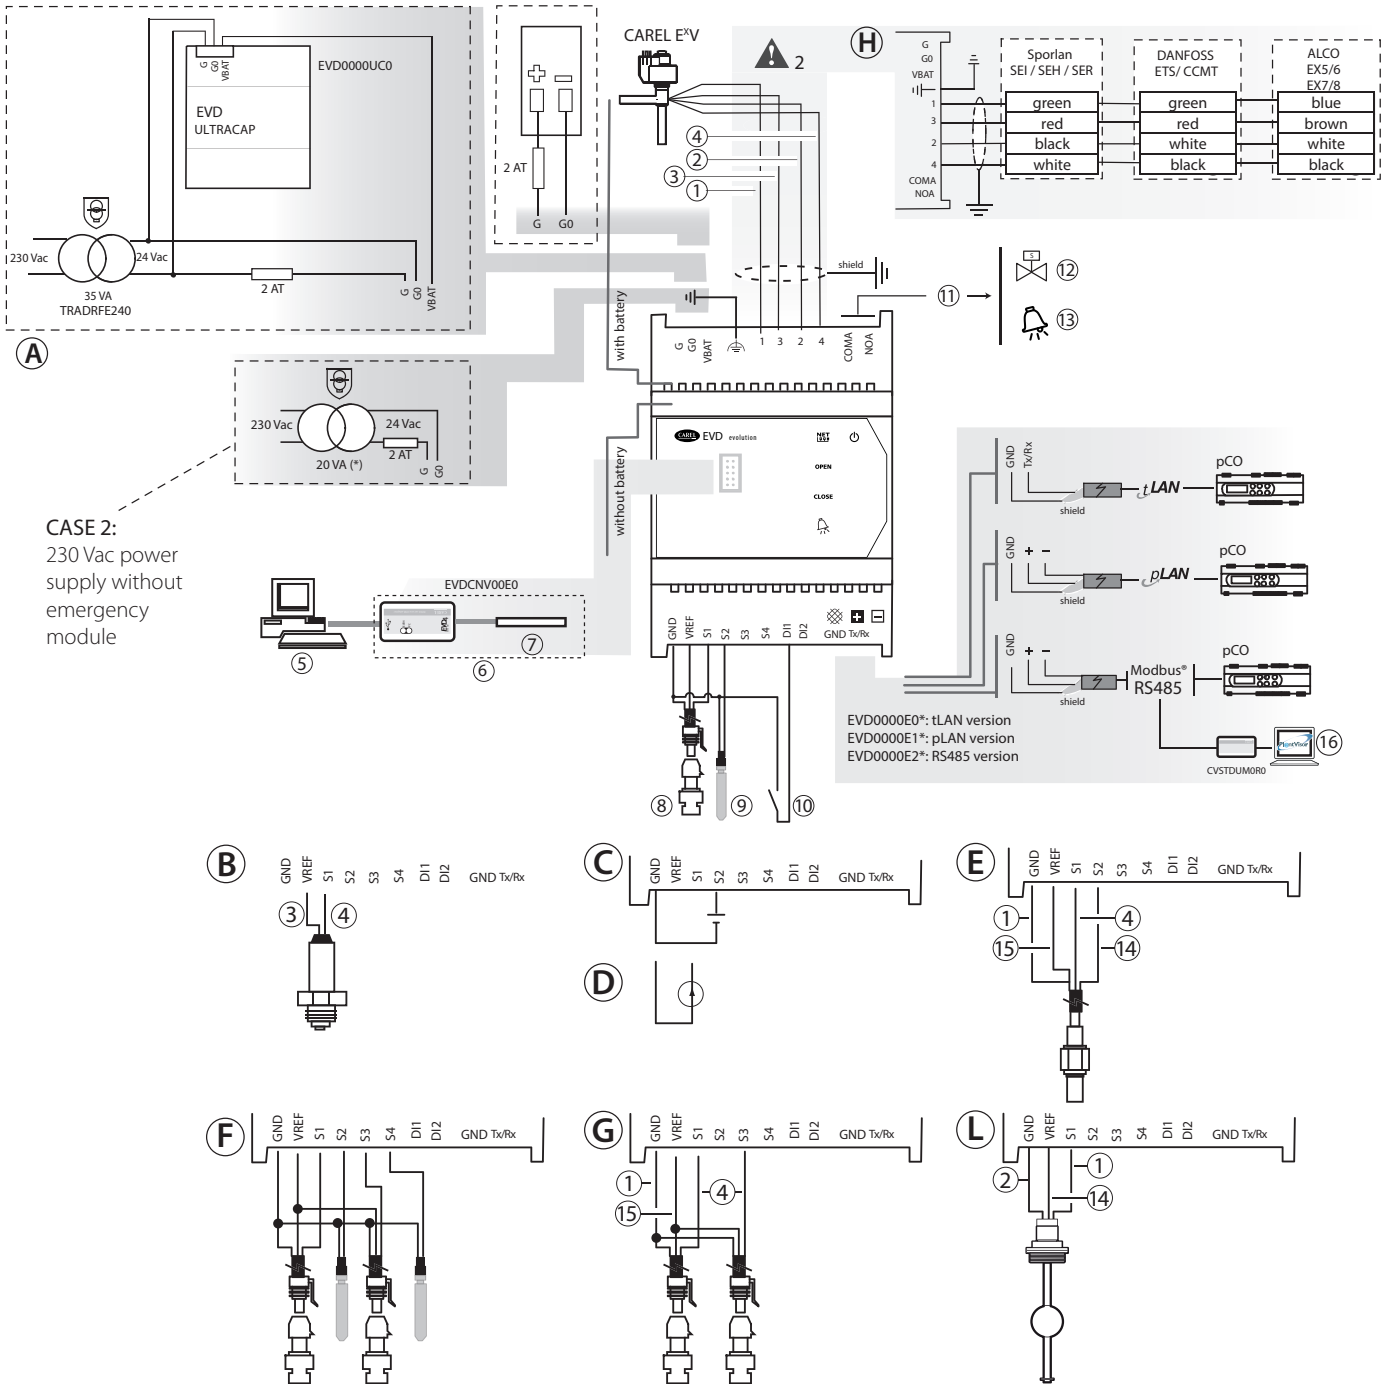 G
G0
VBAT
EVD0000UC0
EVD
ULTRACAP
230 Vac
24 Vac
35 VA
TRADRFE240
2 AT
G
G0
VBAT
A
2 AT
G G0
CAREL EXV
2
4
2
3
1
shield
11
12
13
S
H
G
G0
VBAT
1
3
2
4
COMA
NOA
Sporlan
SEI / SEH / SER
green
red
black
white
DANFOSS
ETS/ CCMT
green
red
white
black
ALCO
EX5/6
EX7/8
blue
brown
white
black
230 Vac
24 Vac
20 VA (*)
2 AT
G
G0
CASE 2:
230 Vac power
supply without
emergency
module
with battery
without battery
G
G0
VBAT
1 3 2 4
COMA
NOA
CAREL EVD evolution
NET
OPEN
CLOSE
GND
VREF
S1
S2
S3
S4
DI1
DI2
GND Tx/Rx
EVDCNV00E0
5
6
7
8
9
10
GND
Tx/Rx
shield
tLAN
pCO
GND
+ –
shield
pLAN
pCO
GND
+ –
shield
Modbus®
RS485
pCO
CVSTDUM0R0
PlantVisor
16
EVD0000E0*: tLAN version
EVD0000E1*: pLAN version
EVD0000E2*: RS485 version
B
GND
VREF
S1
S2
S3
S4
DI1
DI2
GND Tx/Rx
3
4
C
GND
VREF
S1
S2
S3
S4
DI1
DI2
GND Tx/Rx
D
E
GND
VREF
S1
S2
S3
S4
DI1
DI2
GND Tx/Rx
1
4
15
14
F
GND
VREF
S1
S2
S3
S4
DI1
DI2
GND Tx/Rx
G
GND
VREF
S1
S2
S3
S4
DI1
DI2
GND Tx/Rx
1
4
15
L
GND
VREF
S1
S2
S3
S4
DI1
DI2
GND Tx/Rx
2
1
14